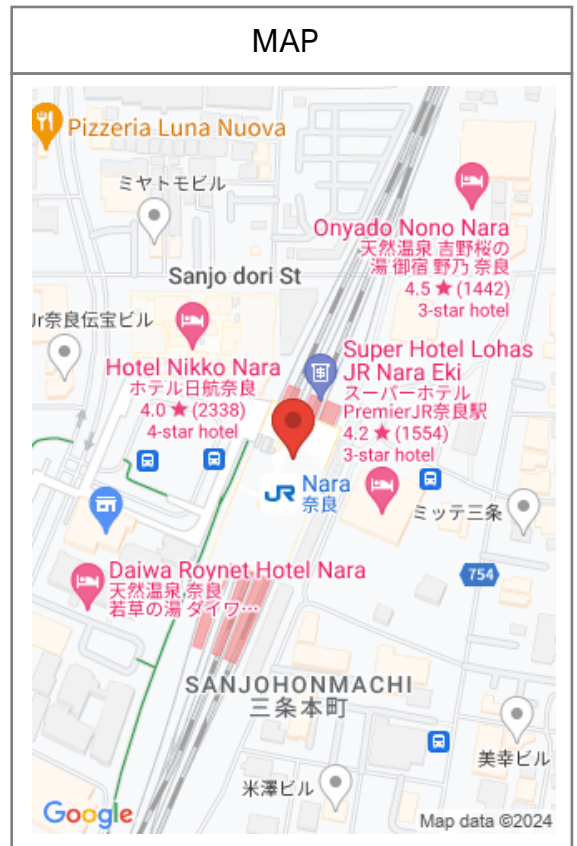 MAP
Pizzeria Luna Nuova
ミヤトモビル
Onyado Nono Nara
天然温泉 吉野桜の
湯 御宿 野乃 奈良
4.5 ★ (1442)
3-star hotel
Sanjo dori St
Jr奈良伝宝ビル
Hotel Nikko Nara
ホテル日航奈良
4.0 ★ (2338)
4-star hotel
Super Hotel Lohas
JR Nara Eki
スーパーホテル
PremierJR奈良駅
4.2 ★ (1554)
3-star hotel
JR Nara
奈良
ミッテ三条
754
Daiwa Roynet Hotel Nara
天然温泉 奈良
若草の湯 ダイワ…
SANJOHONMACHI
三条本町
美幸ビル
米澤ビル
Google
Map data ©2024